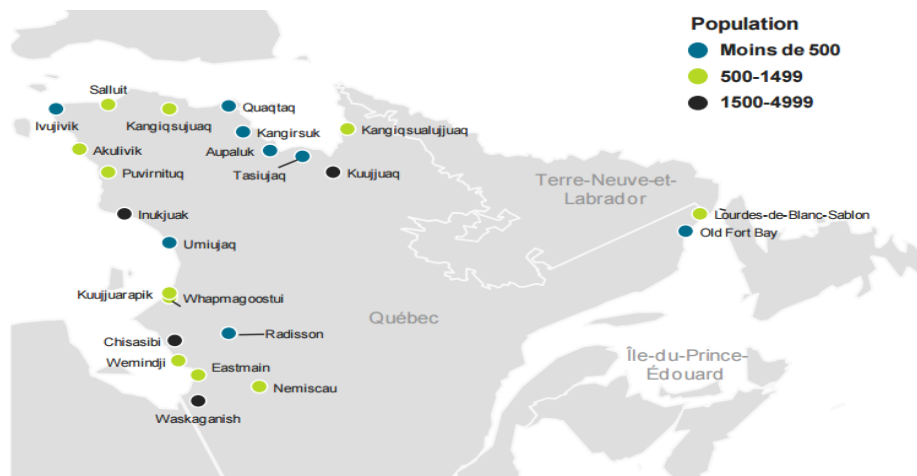 Population
Moins de 500
500-1499
1500-4999
Salluit
Quaqtaq
Ivujivik
Kangiqsujuaq
Kangirsuk
Kangiqsualujjuaq
Akulivik
Aupaluk
Puvirnituq
Tasiujaq
Kuujjuaq
Terre-Neuve-et-
Labrador
Inukjuak
Lourdes-de-Blanc-Sablon
Old Fort Bay
Umiujaq
Kuujjuarapik
Whapmagoostui
Québec
Radisson
Chisasibi
Île-du-Prince-
Édouard
Wemindji
Eastmain
Nemiscau
Waskaganish